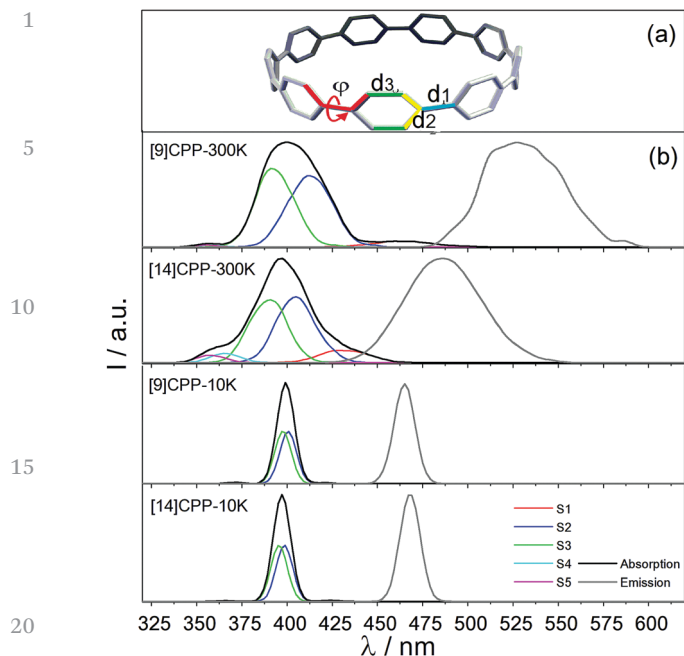 1
(a)
φ
d3
d1
d2
5
[9]CPP-300K
(b)
[14]CPP-300K
10
I / a.u.
[9]CPP-10K
15
[14]CPP-10K
S1
S2
S3
S4
Absorption
S5
Emission
20
325 350 375 400 425 450 475 500 525 550 575 600
λ / nm